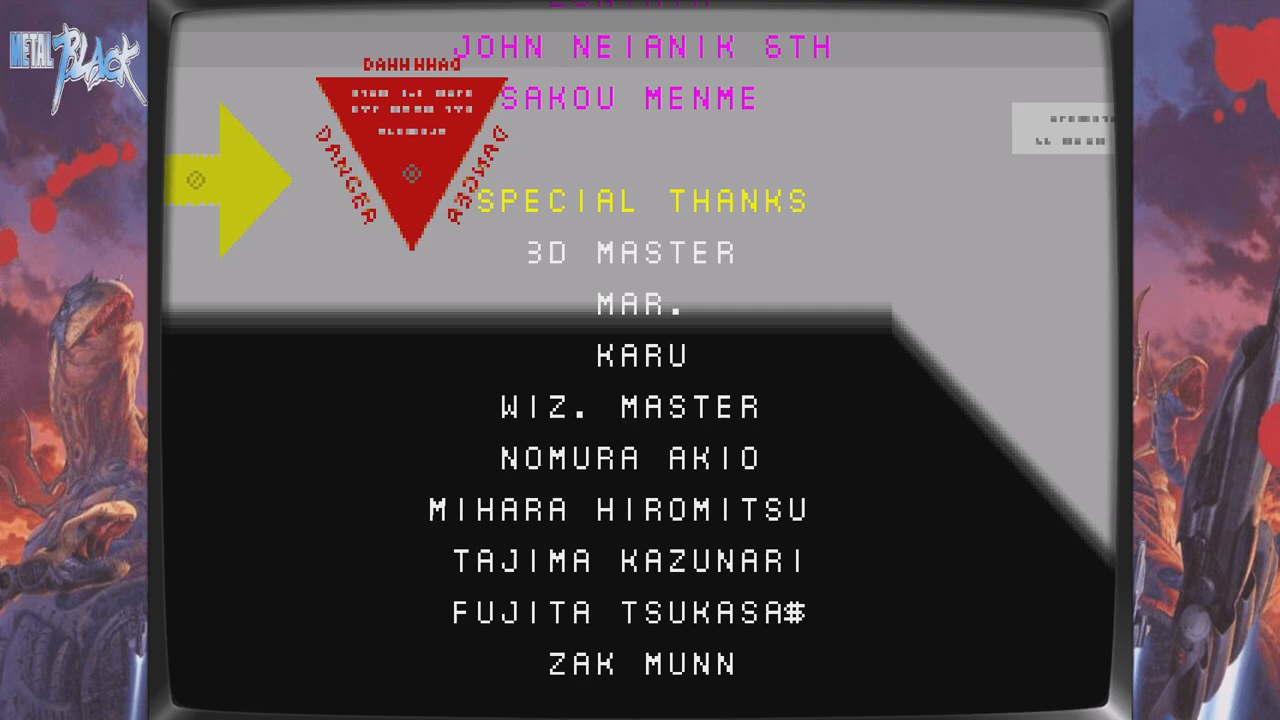 METAL BLACK
JOHN NEIANIK 6TH
SAKOU MENME
DANGER
DANGER
SPECIAL THANKS
3D MASTER
MAR.
KARU
WIZ. MASTER
NOMURA AKIO
MIHARA HIROMITSU
TAJIMA KAZUNARI
FUJITA TSUKASA#
ZAK MUNN